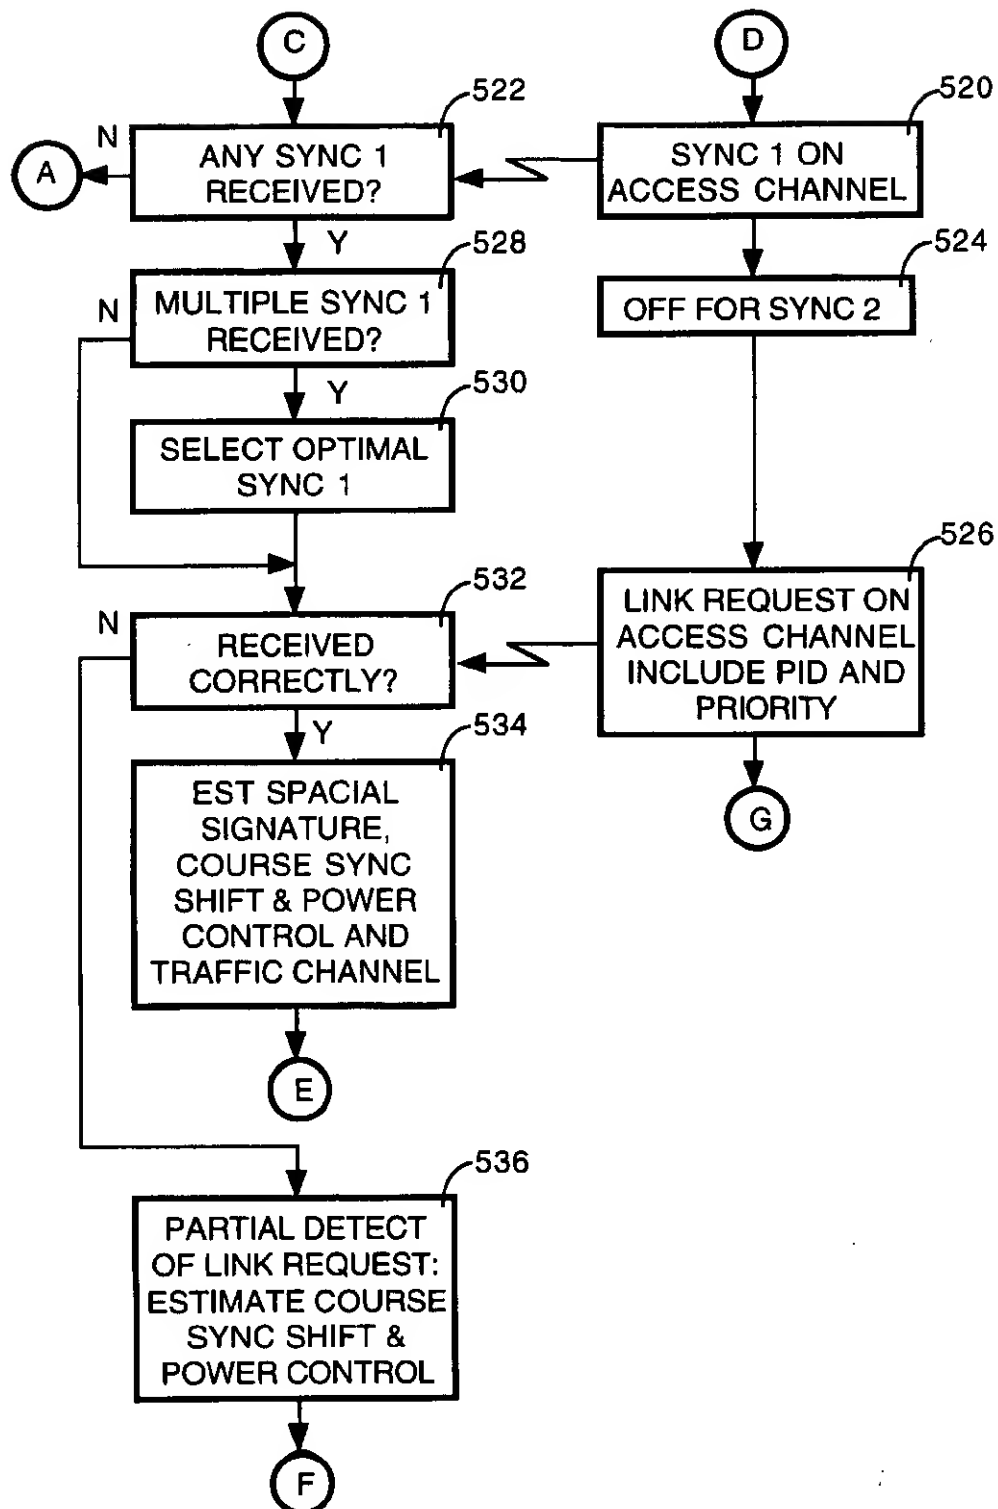 C
D
522
520
N
A
ANY SYNC 1
RECEIVED?
SYNC 1 ON
ACCESS CHANNEL
Y
528
524
N
MULTIPLE SYNC 1
RECEIVED?
OFF FOR SYNC 2
Y
530
SELECT OPTIMAL
SYNC 1
526
532
N
RECEIVED
CORRECTLY?
LINK REQUEST ON
ACCESS CHANNEL
INCLUDE PID AND
PRIORITY
Y
534
EST SPACIAL
SIGNATURE,
COURSE SYNC
SHIFT & POWER
CONTROL AND
TRAFFIC CHANNEL
G
E
536
PARTIAL DETECT
OF LINK REQUEST:
ESTIMATE COURSE
SYNC SHIFT &
POWER CONTROL
F